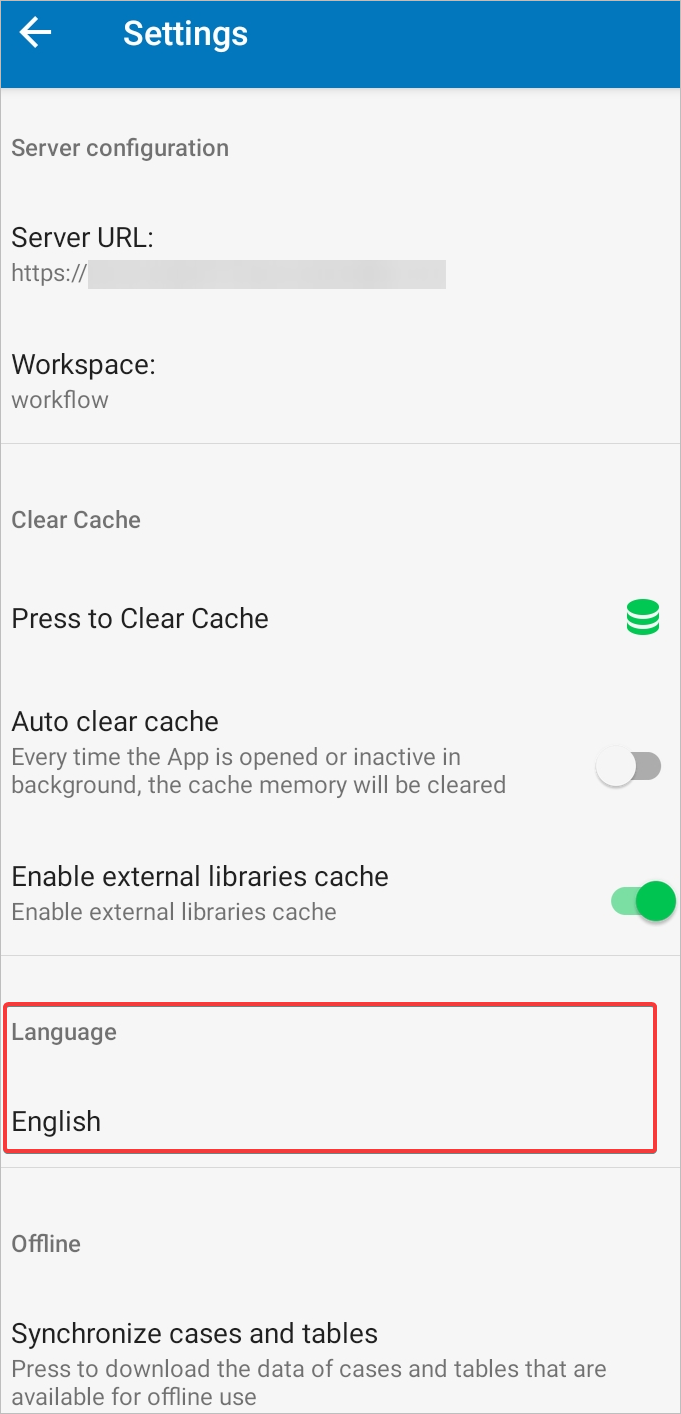 Settings
Server configuration
Server URL:
https://
Workspace:
workflow
Clear Cache
Press to Clear Cache
Auto clear cache
Every time the App is opened or inactive in
background, the cache memory will be cleared
Enable external libraries cache
Enable external libraries cache
Language
English
Offline
Synchronize cases and tables
Press to download the data of cases and tables that are
available for offline use